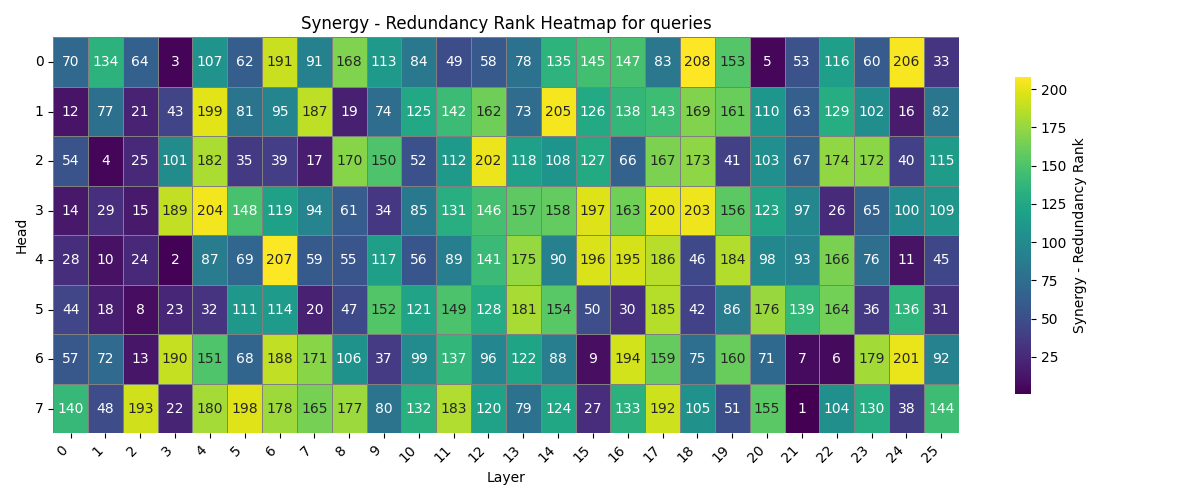 Synergy - Redundancy Rank Heatmap for queries
0 70 134 64 3 107 62 191 91 168 113 84 49 58 78 135 145 147 83 208 153 5 53 116 60 206 33
1 12 77 21 43 199 81 95 187 19 74 125 142 162 73 205 126 138 143 169 161 110 63 129 102 16 82
2 54 4 25 101 182 35 39 17 170 150 52 112 202 118 108 127 66 167 173 41 103 67 174 172 40 115
3 14 29 15 189 204 148 119 94 61 34 85 131 146 157 158 197 163 200 203 156 123 97 26 65 100 109
4 28 10 24 2 87 69 207 59 55 117 56 89 141 175 90 196 195 186 46 184 98 93 166 76 11 45
5 44 18 8 23 32 111 114 20 47 152 121 149 128 181 154 50 30 185 42 86 176 139 164 36 136 31
6 57 72 13 190 151 68 188 171 106 37 99 137 96 122 88 9 194 159 75 160 71 7 6 179 201 92
7 140 48 193 22 180 198 178 165 177 80 132 183 120 79 124 27 133 192 105 51 155 1 104 130 38 144
0 1 2 3 4 5 6 7 8 9 10 11 12 13 14 15 16 17 18 19 20 21 22 23 24 25
Layer
Head
200
175
150
125
100
75
50
25
Synergy - Redundancy Rank